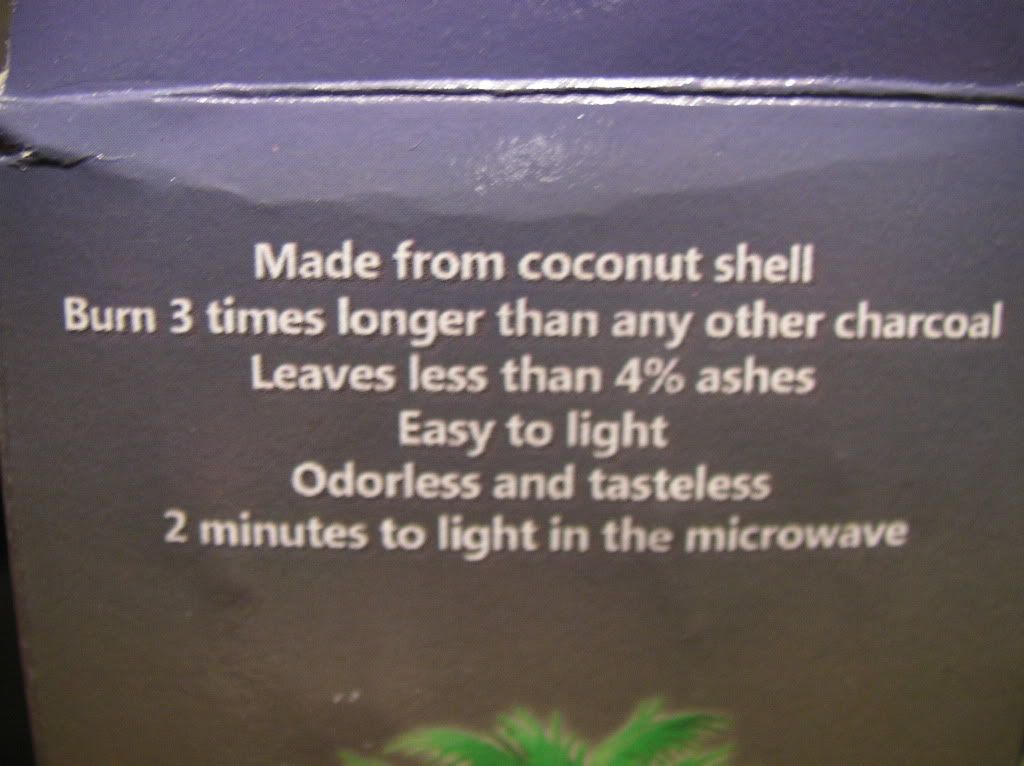 Made from coconut shell
Burn 3 times longer than any other charcoal
Leaves less than 4% ashes
Easy to light
Odorless and tasteless
2 minutes to light in the microwave